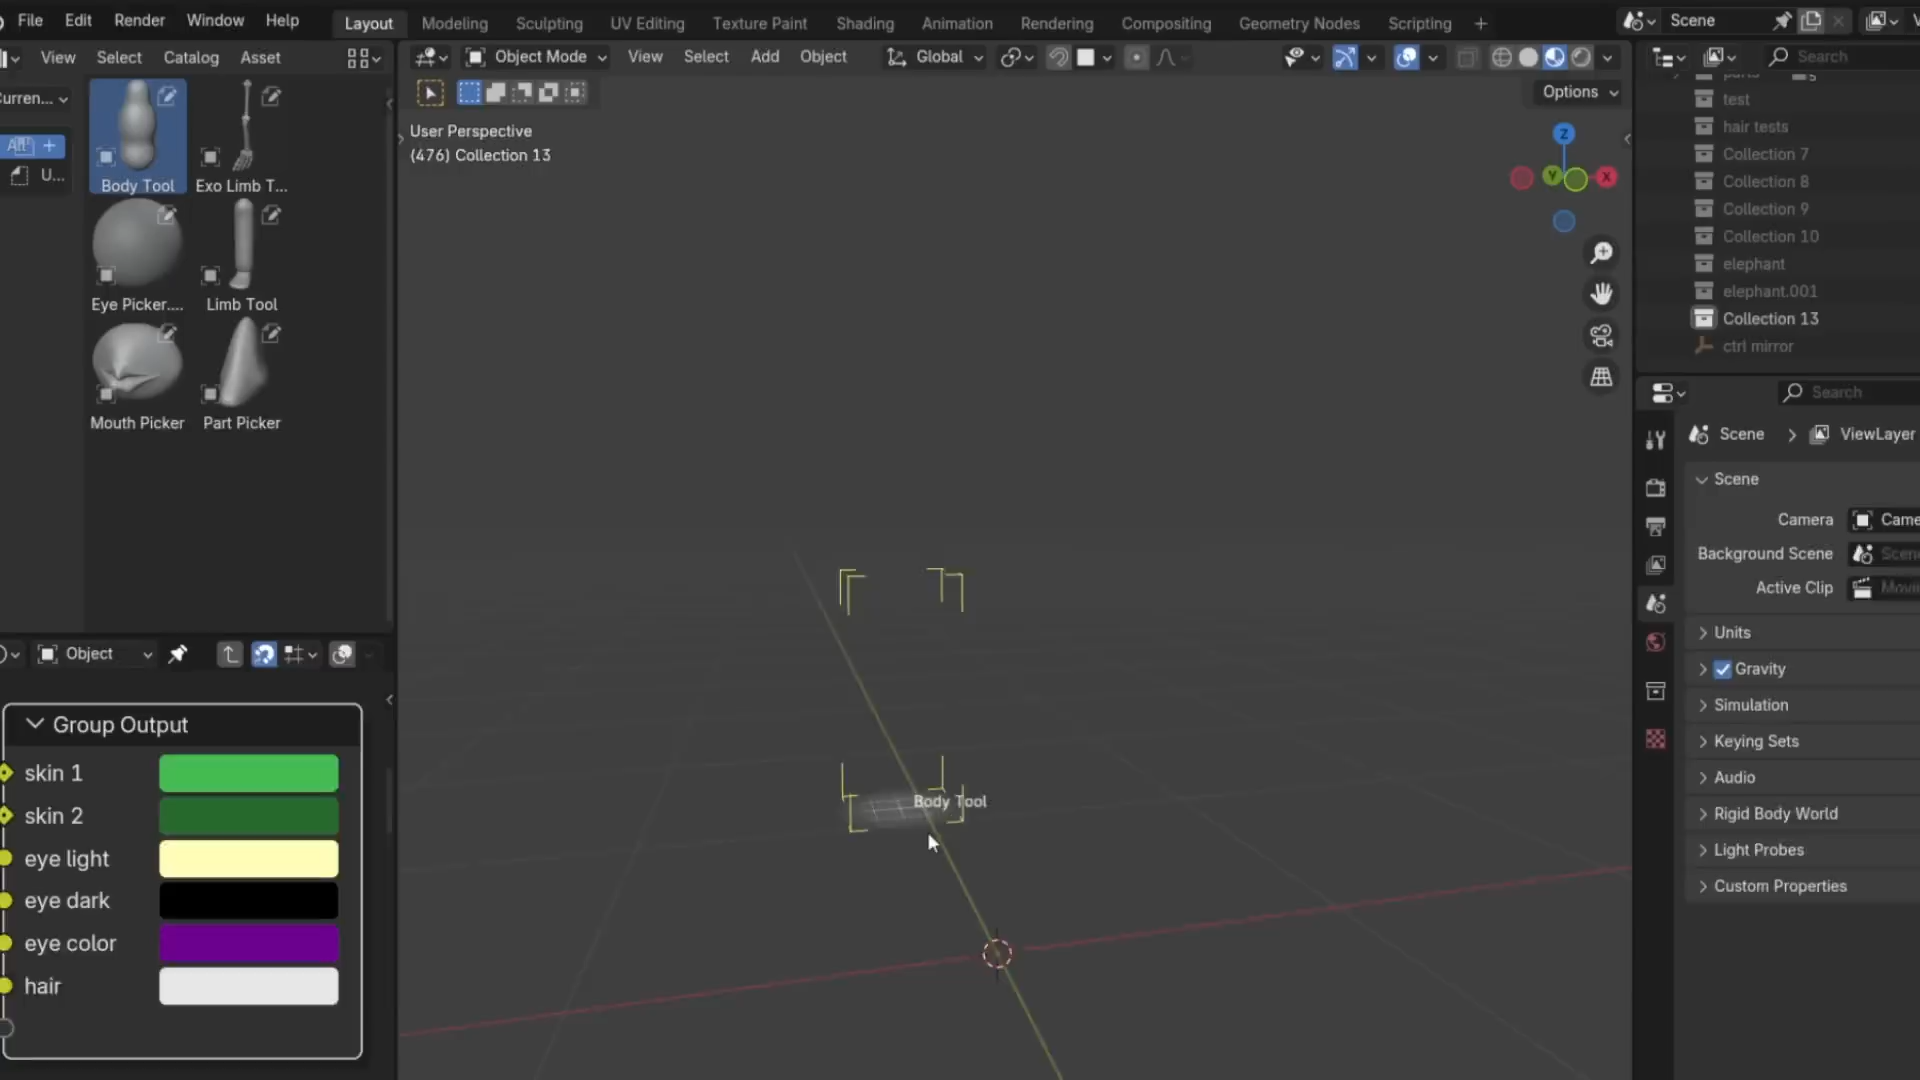 File Edit Render Window Help
Layout Modeling Sculpting UV Editing Texture Paint Shading Animation Rendering Compositing Geometry Nodes Scripting +
Scene
View Select Catalog Asset
Object Mode View Select Add Object Global
Search
Options
All
U...
Body Tool
Exo Limb T...
Eye Picker....
Limb Tool
Mouth Picker
Part Picker
User Perspective
(476) Collection 13
Z
Y
X
Body Tool
test
hair tests
Collection 7
Collection 8
Collection 9
Collection 10
elephant
elephant.001
Collection 13
ctrl mirror
Search
Scene > ViewLayer
Scene
Camera
Background Scene
Active Clip
Units
Gravity
Simulation
Keying Sets
Audio
Rigid Body World
Light Probes
Custom Properties
Object
Group Output
skin 1
skin 2
eye light
eye dark
eye color
hair